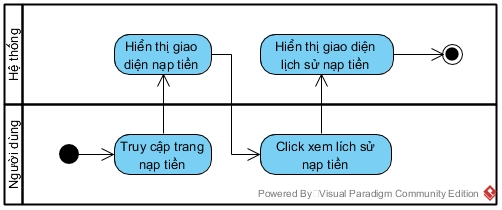 Hệ thống
Hiển thị giao
diện nạp tiền
Hiển thị giao diện
lịch sử nạp tiền
Người dùng
Truy cập trang
nạp tiền
Click xem lích sử
nạp tiền
Powered By Visual Paradigm Community Edition